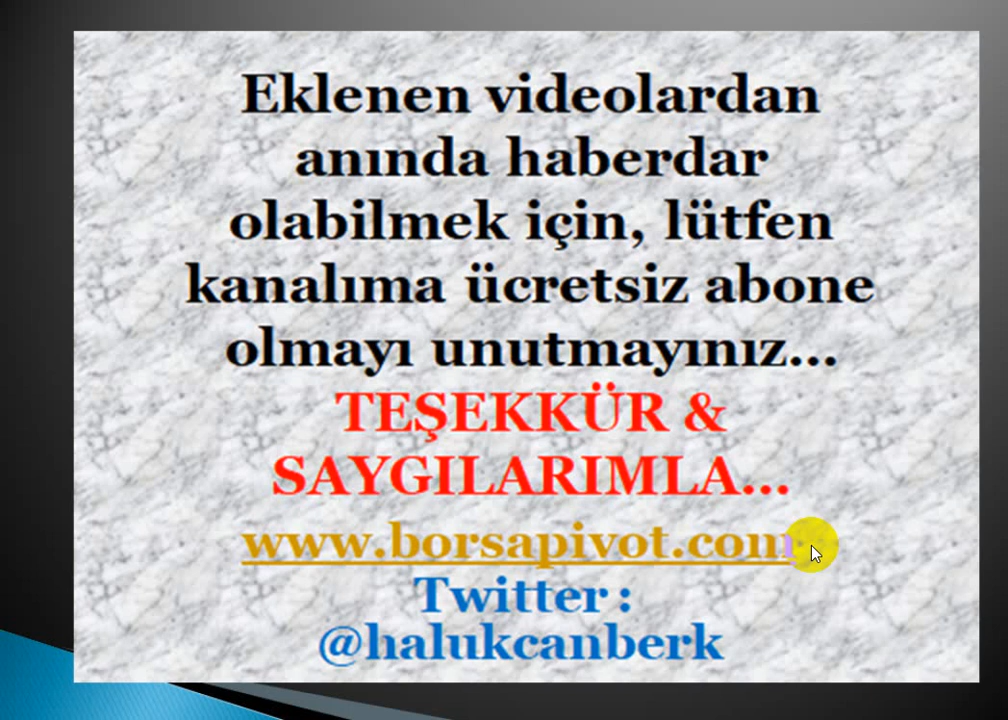 Eklenen videolardan
anında haberdar
olabilmek için, lütfen
kanalıma ücretsiz abone
olmayı unutmayınız...
TEŞEKKÜR &
SAYGILARIMLA...
www.borsapivot.com
Twitter :
@halukcanberk